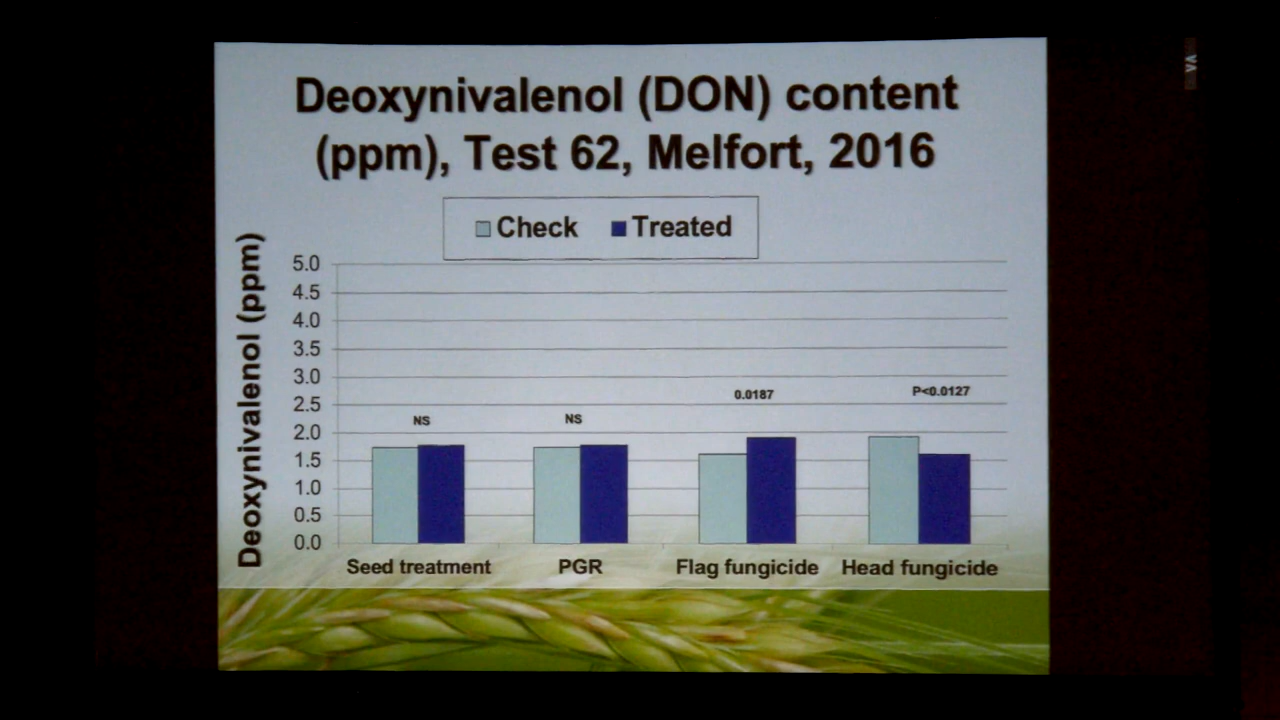 Deoxynivalenol (DON) content
(ppm), Test 62, Melfort, 2016
Check Treated
Deoxynivalenol (ppm)
5.0
4.5
4.0
3.5
3.0
2.5
2.0
1.5
1.0
0.5
0.0
NS
NS
0.0187
P<0.0127
Seed treatment PGR Flag fungicide Head fungicide